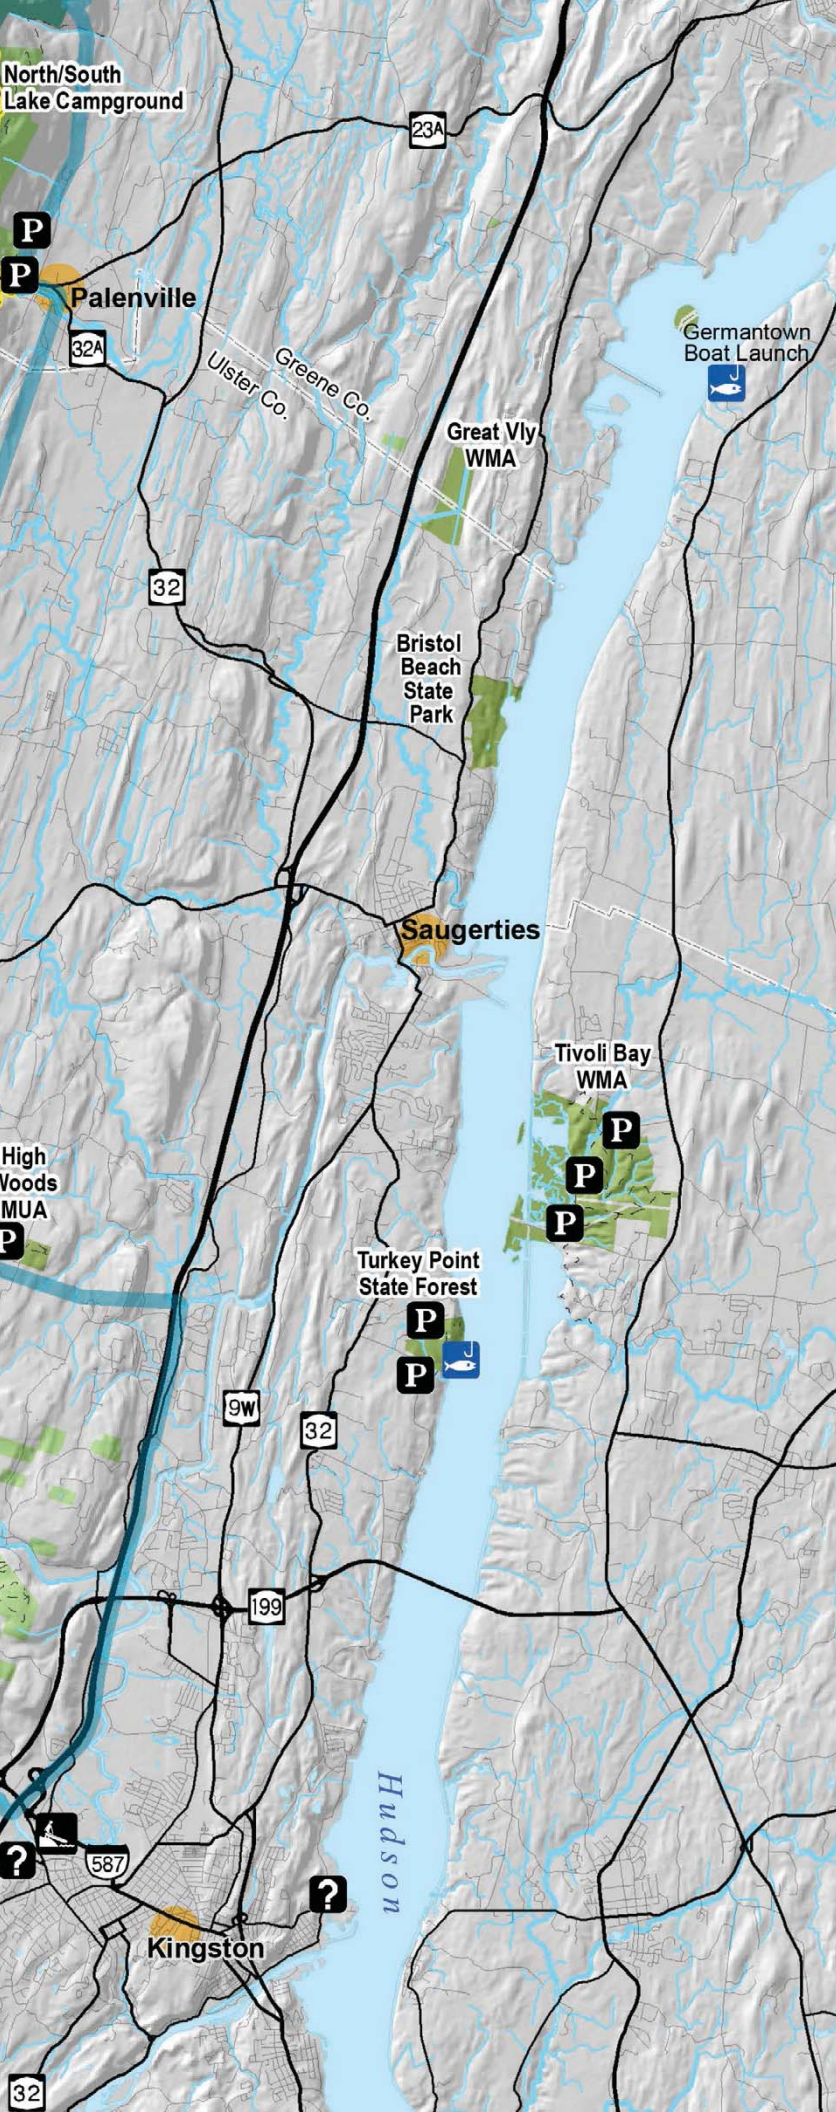 North/South
Lake Campground
23A
P
P
Palenville
32A
Germantown
Boat Launch
Greene Co.
Ulster Co.
Great Vly
WMA
32
Bristol
Beach
State
Park
Saugerties
Tivoli Bay
WMA
P
P
P
High
Woods
MUA
P
Turkey Point
State Forest
P
P
9W
32
199
Hudson
?
587
?
Kingston
32